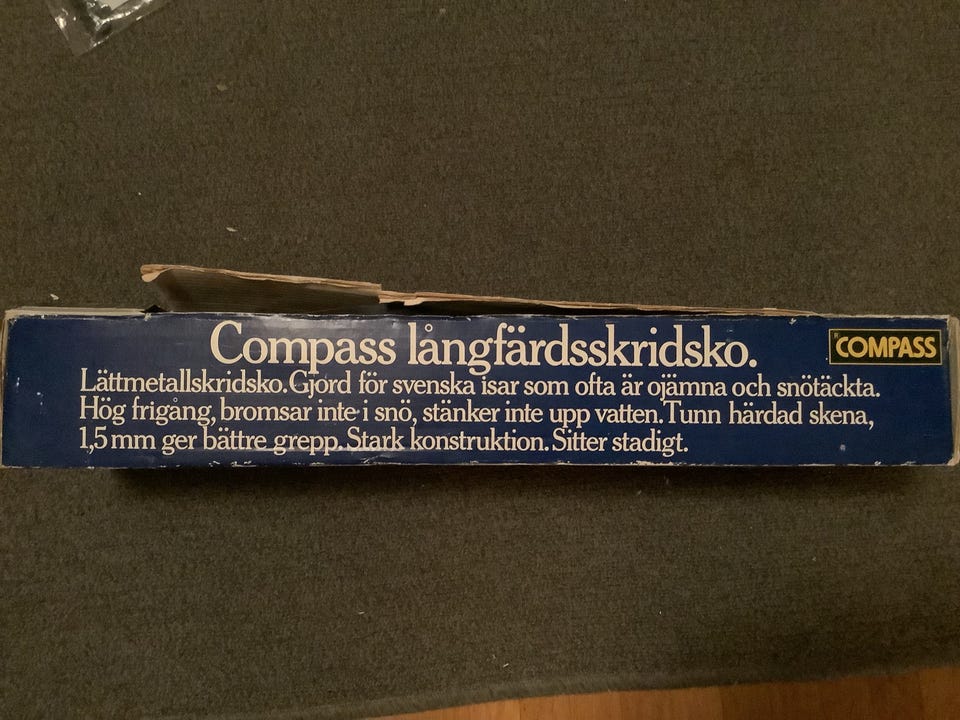 Compass långfärdsskridsko.
COMPASS
Lättmetallskridsko. Gjord för svenska isar som ofta är ojämna och snötäckta.
Hög frigång, bromsar inte i snö, stänker inte upp vatten. Tunn härdad skena,
1,5 mm ger bättre grepp. Stark konstruktion. Sitter stadigt.